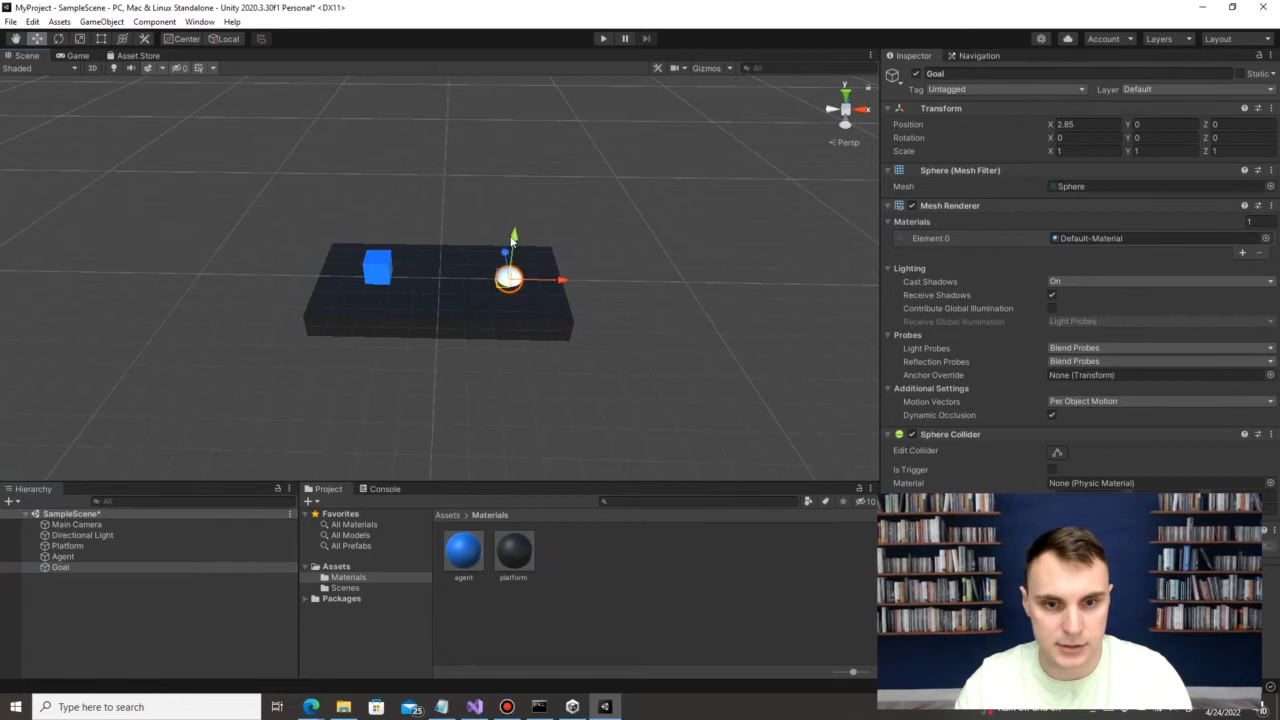 MyProject - SampleScene - PC, Mac & Linux Standalone - Unity 2020.3.30f1 Personal* <DX11>
File Edit Assets GameObject Component Window Help
Center Local Account Layers Layout
Scene Game Asset Store Inspector Navigation
Shaded 2D 0 Gizmos All
Goal Static
Tag Untagged Layer Default
Transform
Position X 2.85 Y 0 Z 0
Rotation X 0 Y 0 Z 0
Scale X 1 Y 1 Z 1
y
x
Persp
Sphere (Mesh Filter)
Mesh Sphere
Mesh Renderer
Materials 1
Element 0 Default-Material
Lighting
Cast Shadows On
Receive Shadows
Contribute Global Illumination
Receive Global Illumination Light Probes
Probes
Light Probes Blend Probes
Reflection Probes Blend Probes
Anchor Override None (Transform)
Additional Settings
Motion Vectors Per Object Motion
Dynamic Occlusion
Sphere Collider
Edit Collider
Is Trigger
Material None (Physic Material)
Hierarchy Project Console
All 10
SampleScene*
Main Camera
Directional Light
Platform
Agent
Goal
Favorites
All Materials
All Models
All Prefabs
Assets
Materials
Scenes
Packages
Assets > Materials
agent platform
Type here to search
25
4/24/2022